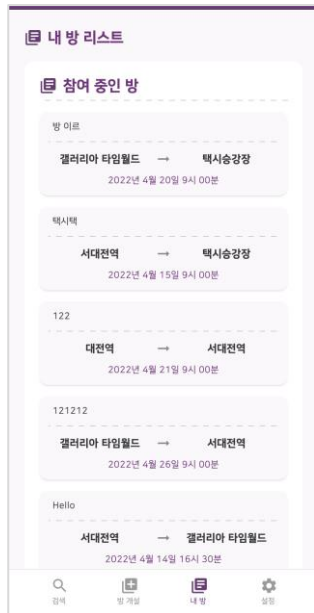 내 방 리스트
참여 중인 방
방 이르
갤러리아 타임월드 → 택시승강장
2022년 4월 20일 9시 00분
택시택
서대전역 → 택시승강장
2022년 4월 15일 9시 00분
122
대전역 → 서대전역
2022년 4월 21일 9시 00분
121212
갤러리아 타임월드 → 서대전역
2022년 4월 26일 9시 00분
Hello
서대전역 → 갤러리아 타임월드
2022년 4월 14일 16시 30분
검색 방 개설 내 방 설정